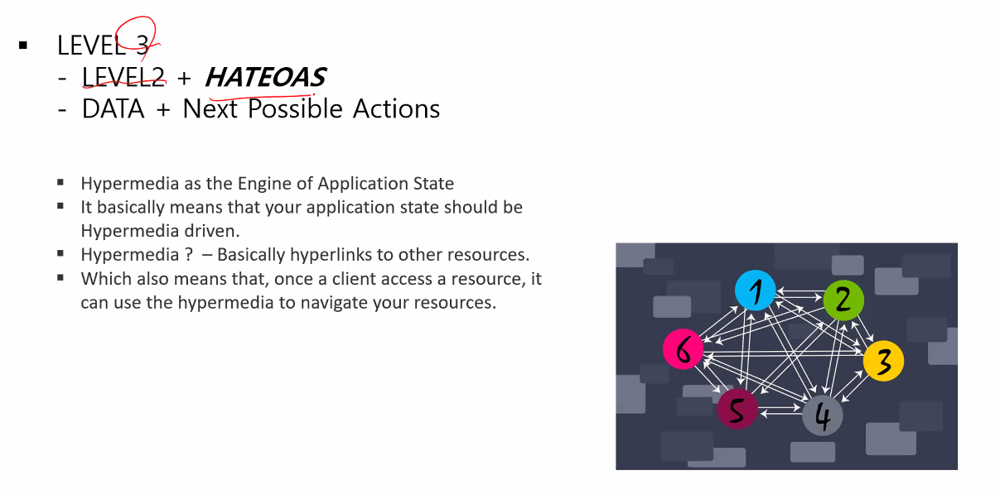 LEVEL 3
- LEVEL2 + HATEOAS
- DATA + Next Possible Actions
Hypermedia as the Engine of Application State
It basically means that your application state should be
Hypermedia driven.
Hypermedia ? – Basically hyperlinks to other resources.
Which also means that, once a client access a resource, it
can use the hypermedia to navigate your resources.
1
2
6
3
5
4